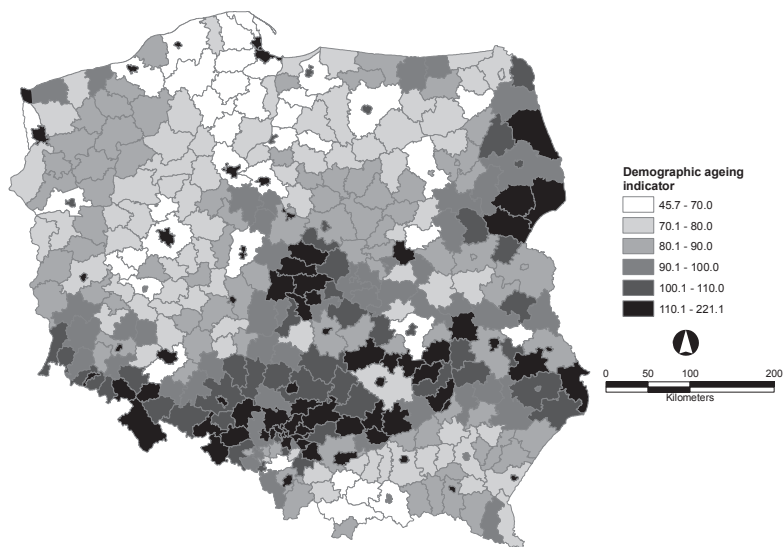 Demographic ageing
indicator
45.7 - 70.0
70.1 - 80.0
80.1 - 90.0
90.1 - 100.0
100.1 - 110.0
110.1 - 221.1
0 50 100 200
Kilometers